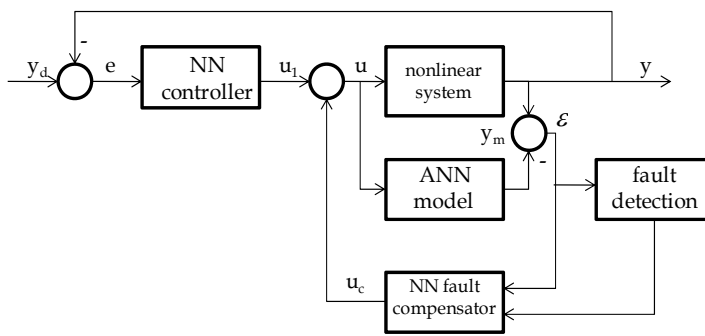 -
y_d
e
NN
controller
u_1
u
nonlinear
system
y
y_m
ε
-
ANN
model
fault
detection
u_c
NN fault
compensator